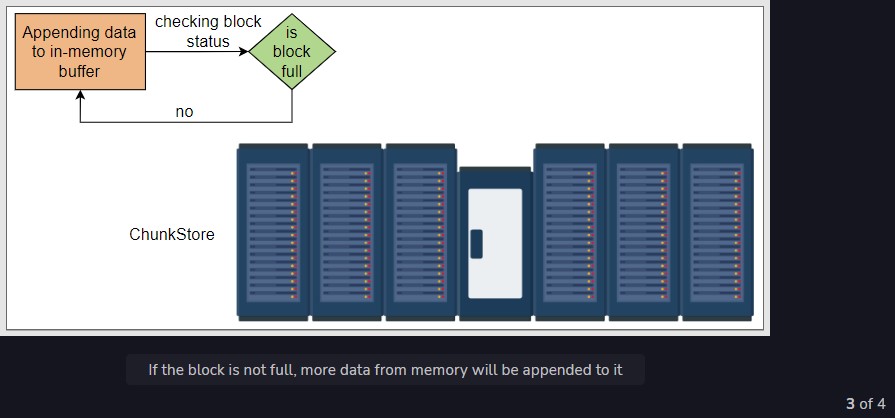 Appending data
to in-memory
buffer
checking block
status
is
block
full
no
ChunkStore
If the block is not full, more data from memory will be appended to it
3 of 4